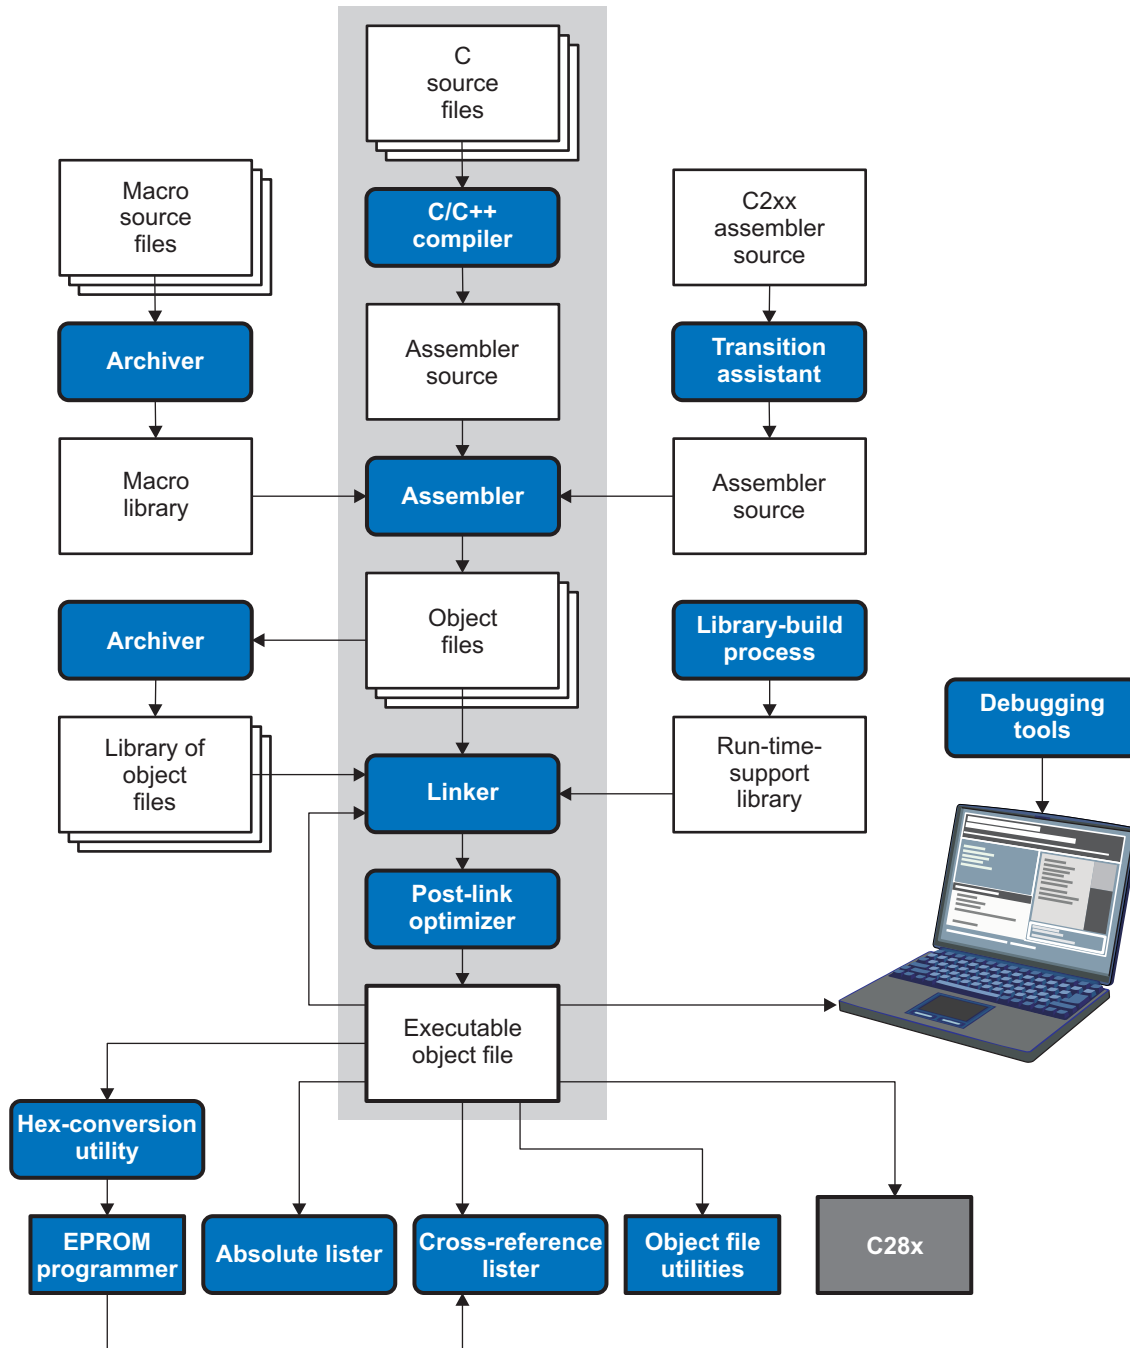 C
source
files
Macro
source
files
C/C++
compiler
C2xx
assembler
source
Archiver
Assembler
source
Transition
assistant
Macro
library
Assembler
Assembler
source
Archiver
Object
files
Library-build
process
Library of
object
files
Linker
Run-time-
support
library
Debugging
tools
Post-link
optimizer
Executable
object file
Hex-conversion
utility
EPROM
programmer
Absolute lister
Cross-reference
lister
Object file
utilities
C28x